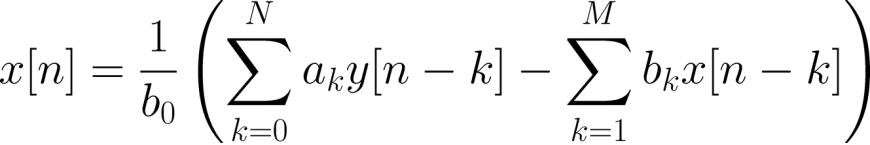 x[n] = \frac{1}{b_0} \left( \sum_{k=0}^{N} a_k y[n-k] - \sum_{k=1}^{M} b_k x[n-k] \right)